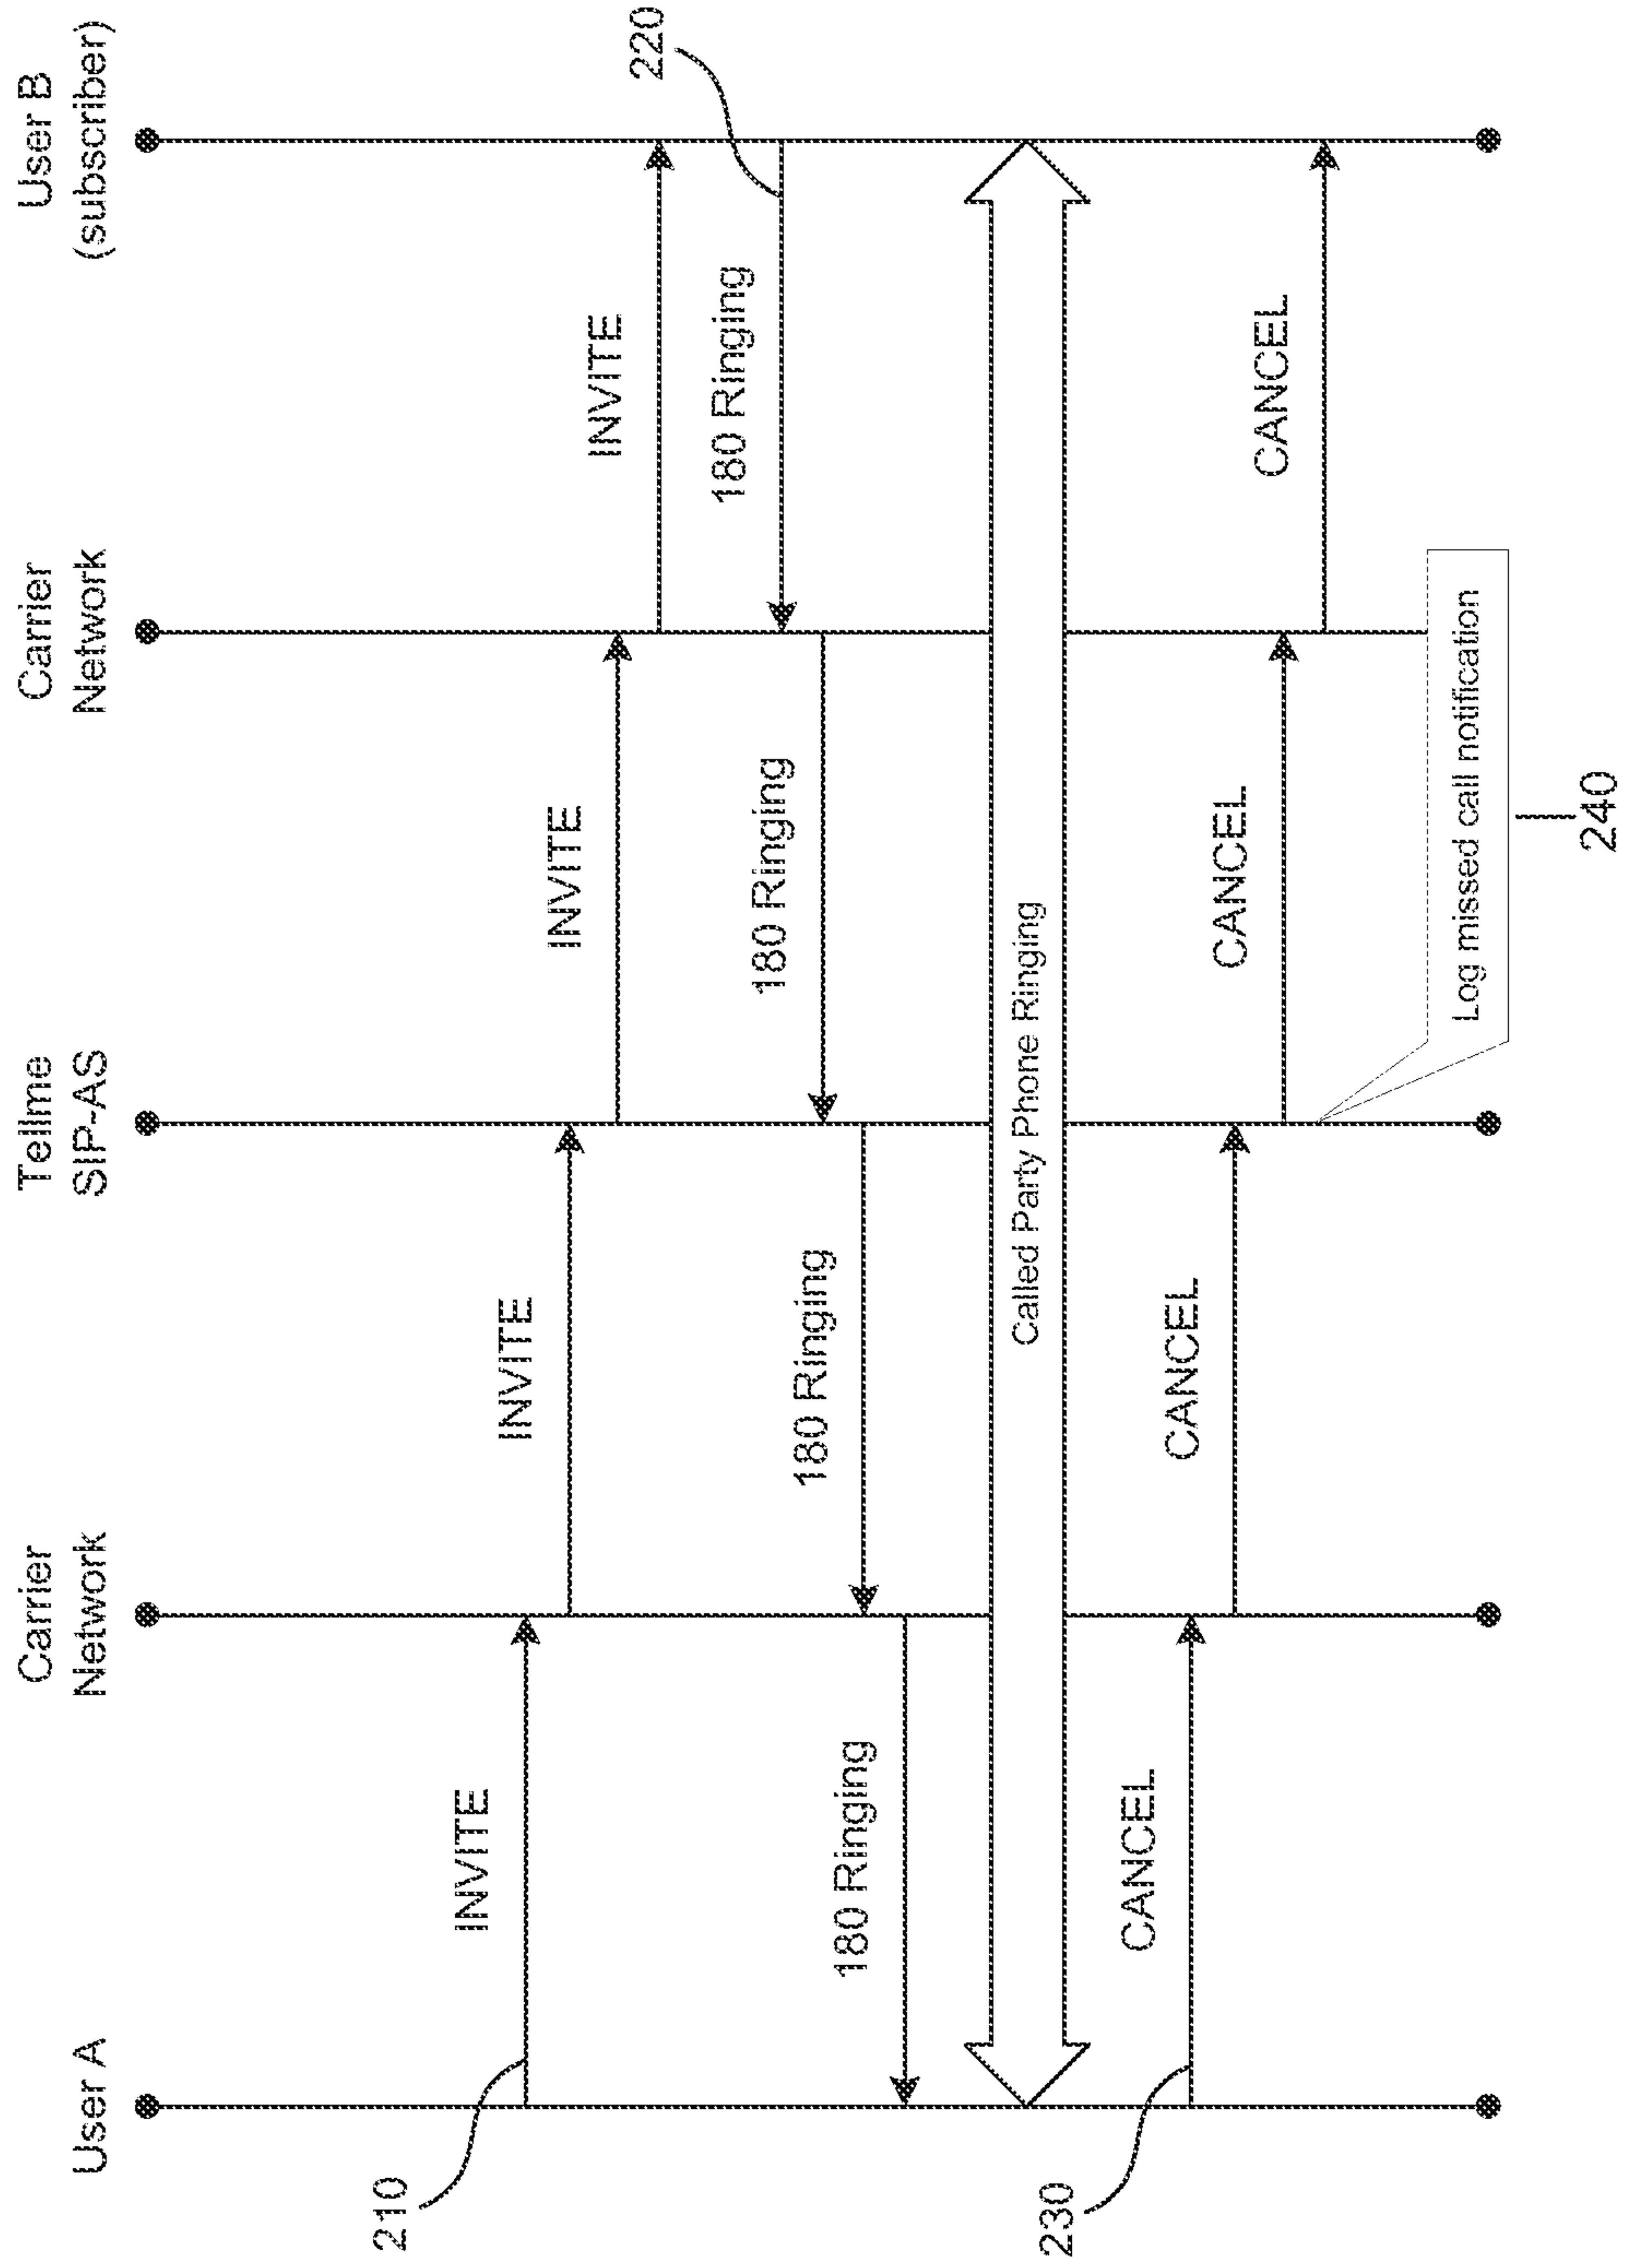 User A
Carrier
Network
Tellme
SIP-AS
Carrier
Network
User B
(subscriber)
210
INVITE
INVITE
INVITE
INVITE
220
180 Ringing
180 Ringing
180 Ringing
180 Ringing
Called Party Phone Ringing
230
CANCEL
CANCEL
CANCEL
CANCEL
Log missed call notification
240